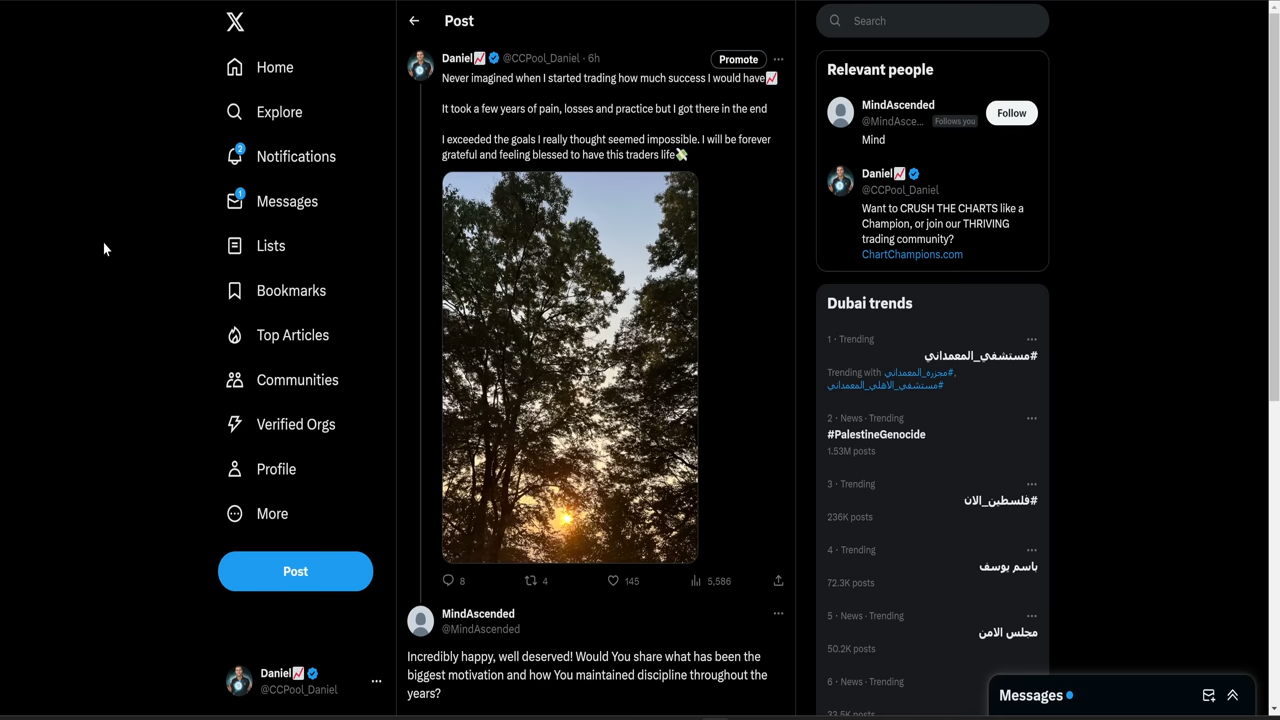 Home
Explore
2
Notifications
1
Messages
Lists
Bookmarks
Top Articles
Communities
Verified Orgs
Profile
More
Post
Daniel📈
@CCPool_Daniel
Post
Daniel📈 @CCPool_Daniel · 6h
Promote
Never imagined when I started trading how much success I would have📈
It took a few years of pain, losses and practice but I got there in the end
I exceeded the goals I really thought seemed impossible. I will be forever
grateful and feeling blessed to have this traders life💸
8 4 145 5,586
MindAscended
@MindAscended
Incredibly happy, well deserved! Would You share what has been the
biggest motivation and how You maintained discipline throughout the
years?
Search
Relevant people
MindAscended
@MindAsce... Follows you
Follow
Mind
Daniel📈
@CCPool_Daniel
Want to CRUSH THE CHARTS like a
Champion, or join our THRIVING
trading community?
ChartChampions.com
Dubai trends
1 · Trending
#مستشفي_المعمداني
Trending with #مجزره_المعمداني,
#مستشفي_الاهلي_المعمداني
2 · News · Trending
#PalestineGenocide
1.53M posts
3 · Trending
#فلسطين_الان
236K posts
4 · Trending
باسم يوسف
72.3K posts
5 · News · Trending
مجلس الامن
50.2K posts
6 · News · Trending
Messages